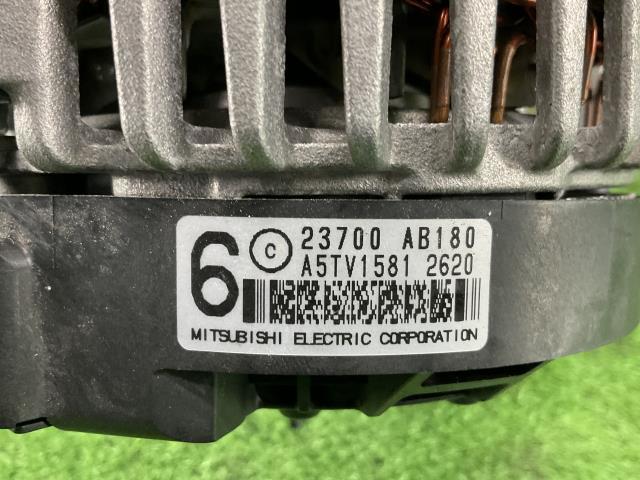 6 © 23700 AB180
A5TV1581 2620
MITSUBISHI ELECTRIC CORPORATION